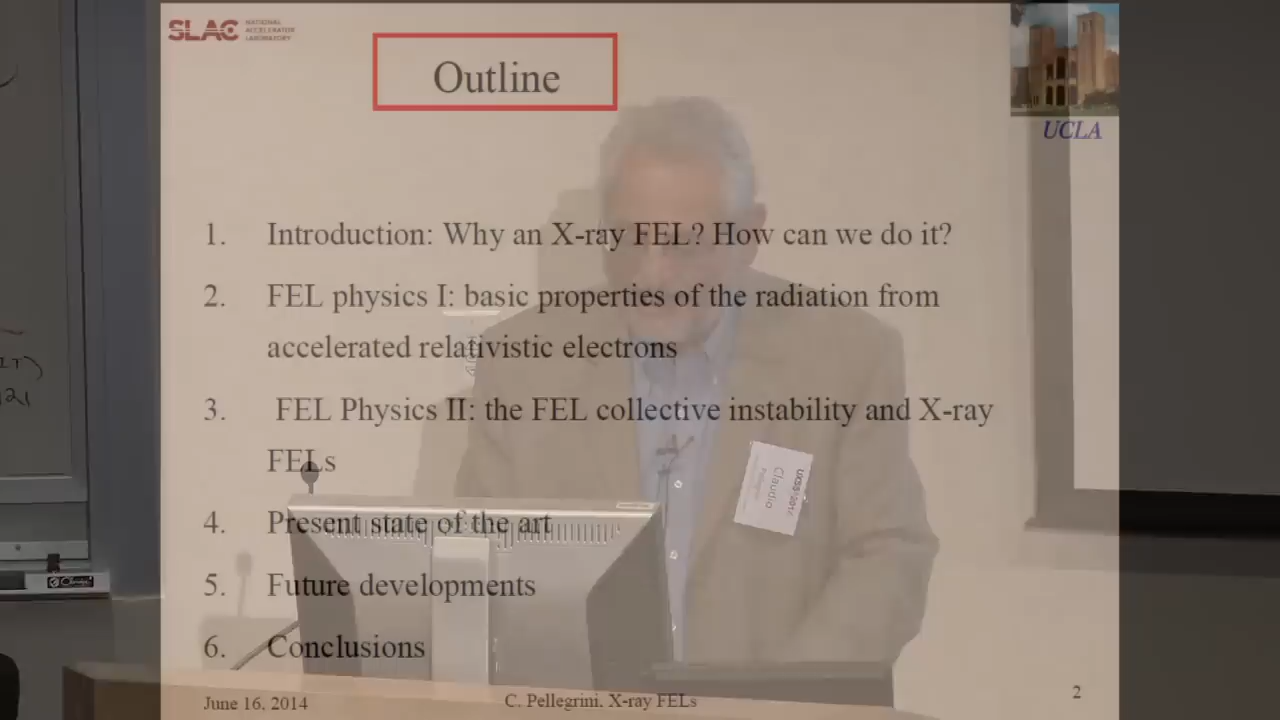 SLAC NATIONAL
ACCELERATOR
LABORATORY
Outline
UCLA
1. Introduction: Why an X-ray FEL? How can we do it?
2. FEL physics I: basic properties of the radiation from
accelerated relativistic electrons
3. FEL Physics II: the FEL collective instability and X-ray
FELs
4. Present state of the art
5. Future developments
6. Conclusions
June 16, 2014
C. Pellegrini, X-ray FELs
2
Claudio